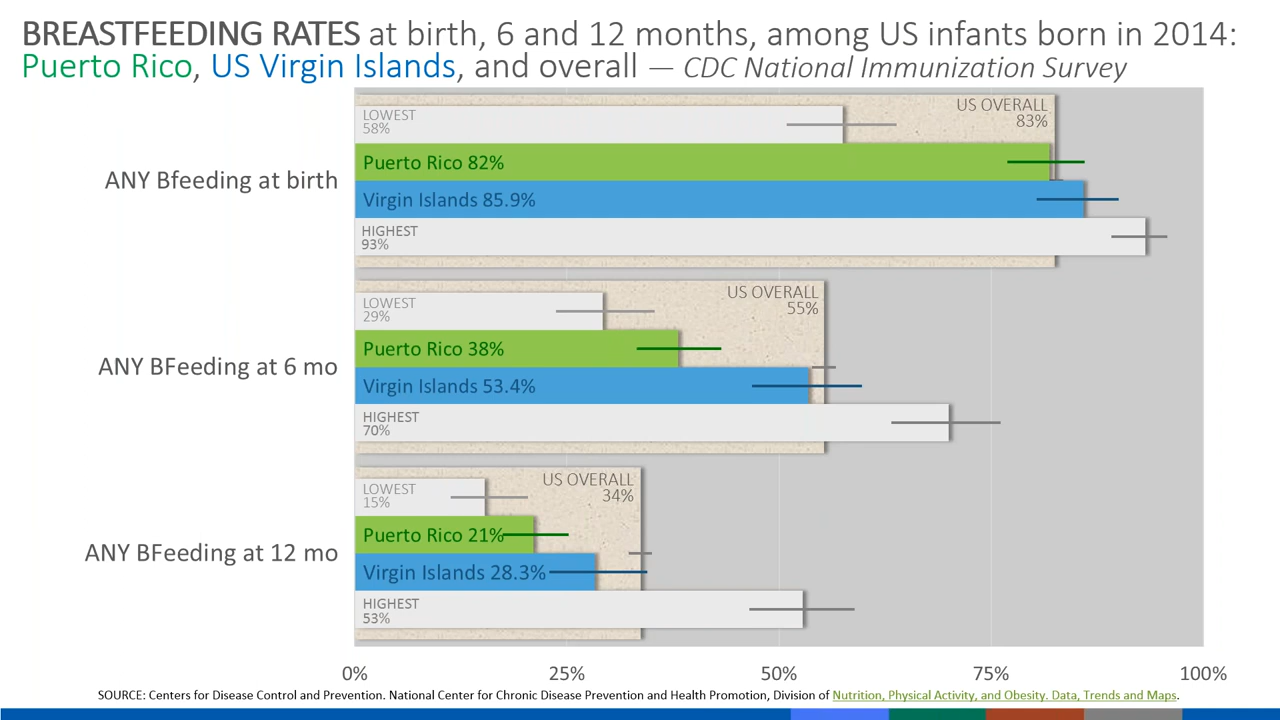 BREASTFEEDING RATES at birth, 6 and 12 months, among US infants born in 2014:
Puerto Rico, US Virgin Islands, and overall — CDC National Immunization Survey
ANY Bfeeding at birth
LOWEST
58%
US OVERALL
83%
Puerto Rico 82%
Virgin Islands 85.9%
HIGHEST
93%
ANY BFeeding at 6 mo
LOWEST
29%
US OVERALL
55%
Puerto Rico 38%
Virgin Islands 53.4%
HIGHEST
70%
ANY BFeeding at 12 mo
LOWEST
15%
US OVERALL
34%
Puerto Rico 21%
Virgin Islands 28.3%
HIGHEST
53%
0% 25% 50% 75% 100%
SOURCE: Centers for Disease Control and Prevention. National Center for Chronic Disease Prevention and Health Promotion, Division of Nutrition, Physical Activity, and Obesity. Data, Trends and Maps.